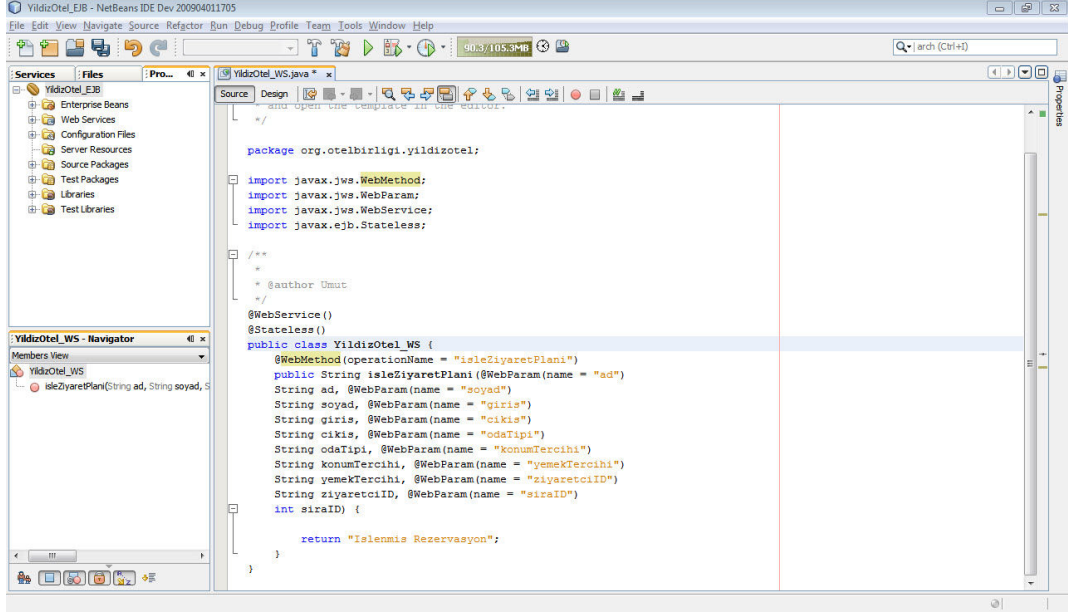 YildizOtel_EJB - NetBeans IDE Dev 200904011705
File Edit View Navigate Source Refactor Run Debug Profile Team Tools Window Help
90.3/105.3MB
arch (Ctrl+I)
Services Files Pro...
YildizOtel_WS.java *
YildizOtel_EJB
Enterprise Beans
Web Services
Configuration Files
Server Resources
Source Packages
Test Packages
Libraries
Test Libraries
Source Design
Properties
* and open the template in the editor.
*/
package org.otelbirligi.yildizotel;
import javax.jws.WebMethod;
import javax.jws.WebParam;
import javax.jws.WebService;
import javax.ejb.Stateless;
/**
*
* @author Umut
*/
@WebService()
@Stateless()
public class YildizOtel_WS {
@WebMethod(operationName = "isleZiyaretPlani")
public String isleZiyaretPlani(@WebParam(name = "ad")
String ad, @WebParam(name = "soyad")
String soyad, @WebParam(name = "giris")
String giris, @WebParam(name = "cikis")
String cikis, @WebParam(name = "odaTipi")
String odaTipi, @WebParam(name = "konumTercihi")
String konumTercihi, @WebParam(name = "yemekTercihi")
String yemekTercihi, @WebParam(name = "ziyaretciID")
String ziyaretciID, @WebParam(name = "siraID")
int siraID) {
return "Islenmis Rezervasyon";
}
}
YildizOtel_WS - Navigator
Members View
YildizOtel_WS
isleZiyaretPlani(String ad, String soyad, S